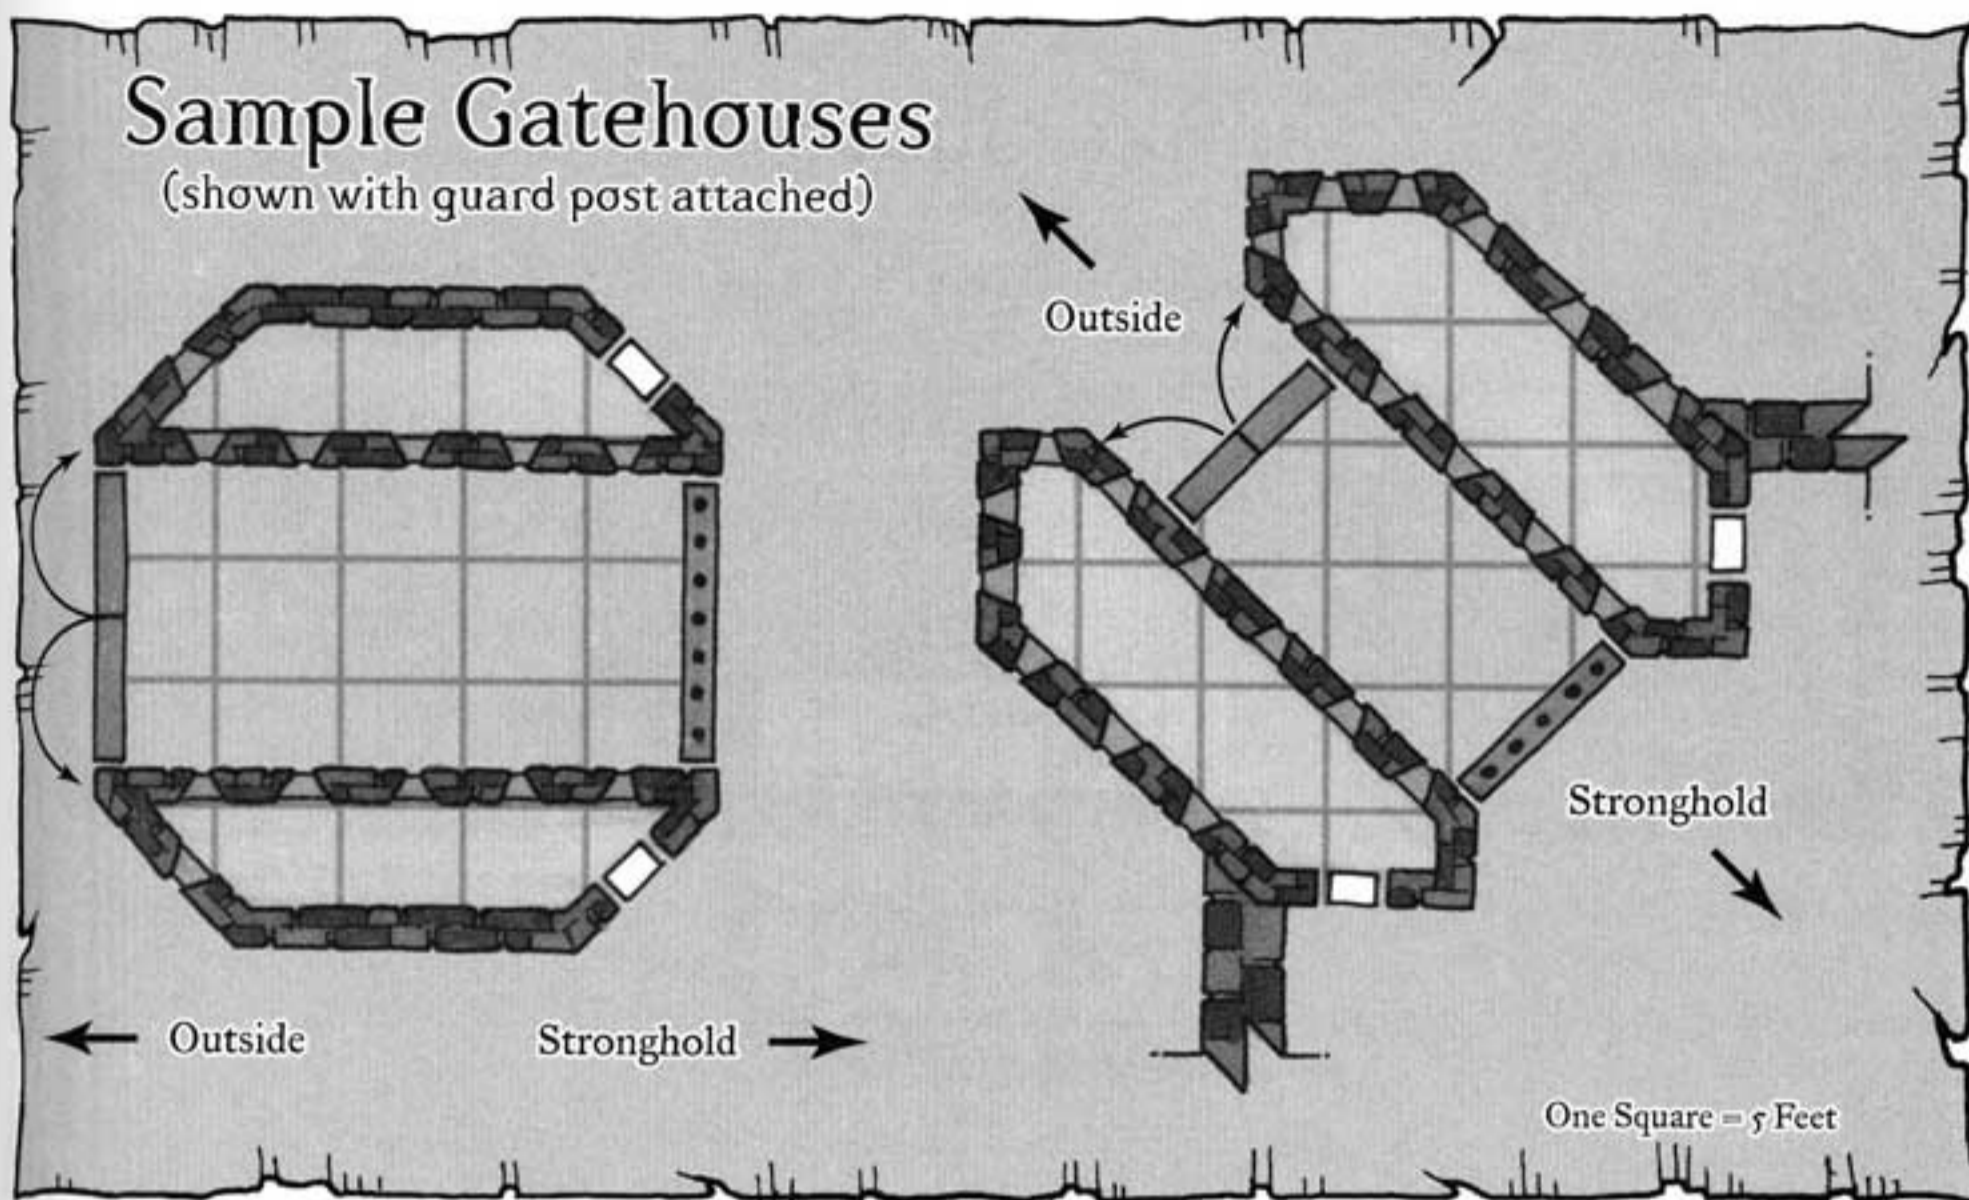 Sample Gatehouses
(shown with guard post attached)
Outside
Stronghold
Outside
Stronghold
One Square = 5 Feet